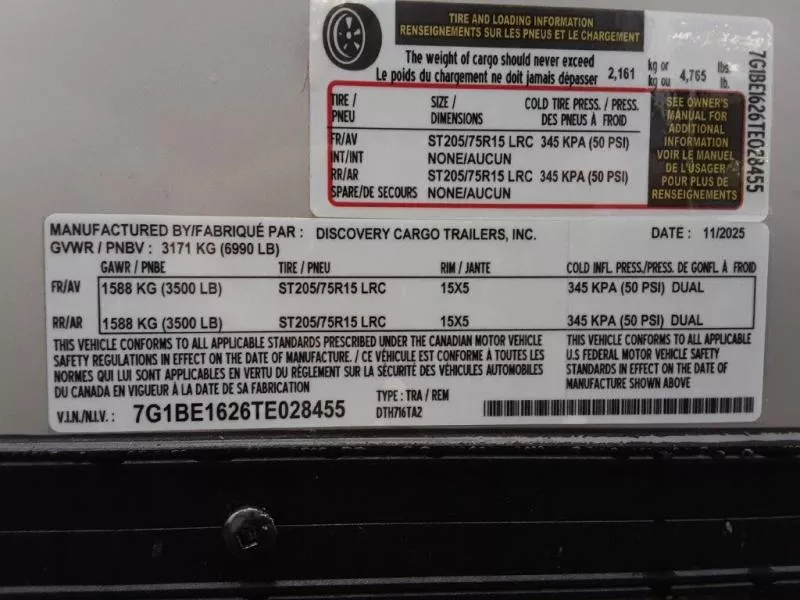 TIRE AND LOADING INFORMATION
RENSEIGNEMENTS SUR LES PNEUS ET LE CHARGEMENT
The weight of cargo should never exceed
Le poids du chargement ne doit jamais dépasser 2,161 kg or kg ou 4,765 lbs. lb.
TIRE / PNEU SIZE / DIMENSIONS COLD TIRE PRESS. / PRESS. DES PNEUS À FROID
FR/AV ST205/75R15 LRC 345 KPA (50 PSI)
INT/INT NONE/AUCUN
RR/AR ST205/75R15 LRC 345 KPA (50 PSI)
SPARE/DE SECOURS NONE/AUCUN
SEE OWNER'S
MANUAL FOR
ADDITIONAL
INFORMATION
VOIR LE MANUEL
DE L'USAGER
POUR PLUS DE
RENSEIGNEMENTS
7G1BE1626TE028455
MANUFACTURED BY/FABRIQUÉ PAR : DISCOVERY CARGO TRAILERS, INC. DATE : 11/2025
GVWR / PNBV : 3171 KG (6990 LB)
GAWR / PNBE TIRE / PNEU RIM / JANTE COLD INFL. PRESS./PRESS. DE GONFL À FROID
FR/AV 1588 KG (3500 LB) ST205/75R15 LRC 15X5 345 KPA (50 PSI) DUAL
RR/AR 1588 KG (3500 LB) ST205/75R15 LRC 15X5 345 KPA (50 PSI) DUAL
THIS VEHICLE CONFORMS TO ALL APPLICABLE STANDARDS PRESCRIBED UNDER THE CANADIAN MOTOR VEHICLE
SAFETY REGULATIONS IN EFFECT ON THE DATE OF MANUFACTURE. / CE VÉHICULE EST CONFORME À TOUTES LES
NORMES QUI LUI SONT APPLICABLES EN VERTU DU RÈGLEMENT SUR LA SÉCURITÉ DES VÉHICULES AUTOMOBILES
DU CANADA EN VIGUEUR À LA DATE DE SA FABRICATION
THIS VEHICLE CONFORMS TO ALL APPLICABLE
U.S FEDERAL MOTOR VEHICLE SAFETY
STANDARDS IN EFFECT ON THE DATE OF
MANUFACTURE SHOWN ABOVE
V.I.N./N.I.V. : 7G1BE1626TE028455
TYPE : TRA / REM
DTH716TA2